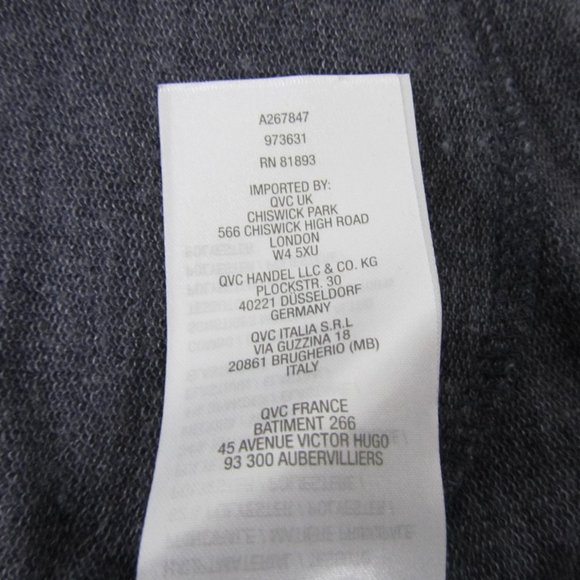 A267847
973631
RN 81893
IMPORTED BY:
QVC UK
CHISWICK PARK
566 CHISWICK HIGH ROAD
LONDON
W4 5XU
QVC HANDEL LLC & CO. KG
PLOCKSTR. 30
40221 DÜSSELDORF
GERMANY
QVC ITALIA S.R.L
VIA GUZZINA 18
20861 BRUGHERIO (MB)
ITALY
QVC FRANCE
BATIMENT 266
45 AVENUE VICTOR HUGO
93 300 AUBERVILLIERS